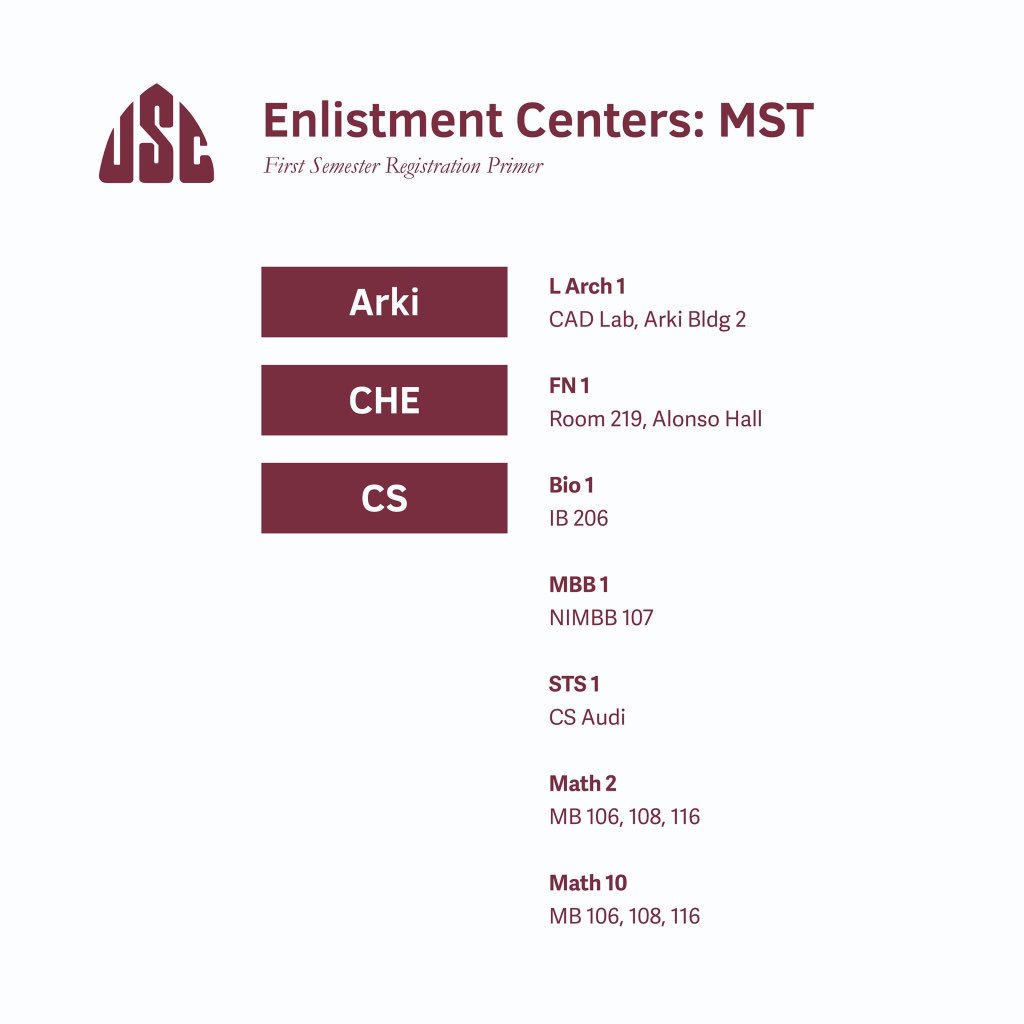 USC
Enlistment Centers: MST
First Semester Registration Primer
Arki
L Arch 1
CAD Lab, Arki Bldg 2
CHE
FN 1
Room 219, Alonso Hall
CS
Bio 1
IB 206
MBB 1
NIMBB 107
STS 1
CS Audi
Math 2
MB 106, 108, 116
Math 10
MB 106, 108, 116